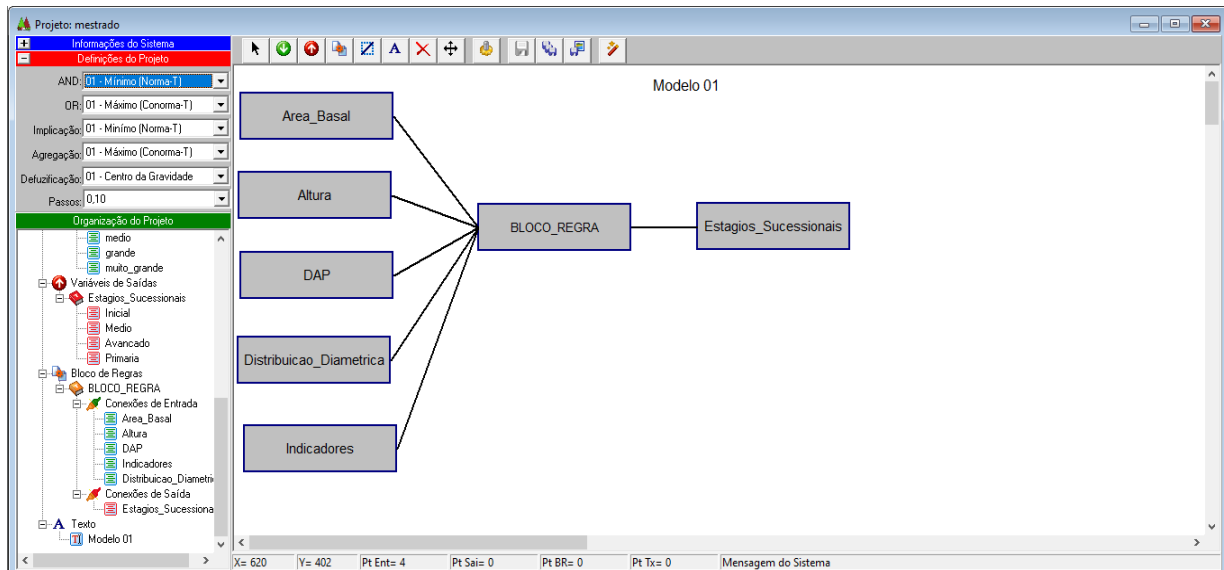 Projeto: mestrado
Informações do Sistema
Definições do Projeto
AND: 01 - Mínimo (Norma-T)
OR: 01 - Máximo (Conorma-T)
Implicação: 01 - Minímo (Norma-T)
Agregação: 01 - Máximo (Conorma-T)
Defuzificação: 01 - Centro da Gravidade
Passos: 0,10
Organização do Projeto
medio
grande
muito_grande
Variáveis de Saídas
Estagios_Sucessionais
Inicial
Medio
Avancado
Primaria
Bloco de Regras
BLOCO_REGRA
Conexões de Entrada
Area_Basal
Altura
DAP
Indicadores
Distribuicao_Diametri
Conexões de Saída
Estagios_Sucessiona
A Texto
Modelo 01
Modelo 01
Area_Basal
Altura
BLOCO_REGRA
Estagios_Sucessionais
DAP
Distribuicao_Diametrica
Indicadores
X= 620 Y= 402 Pt Ent= 4 Pt Sai= 0 Pt BR= 0 Pt Tx= 0 Mensagem do Sistema